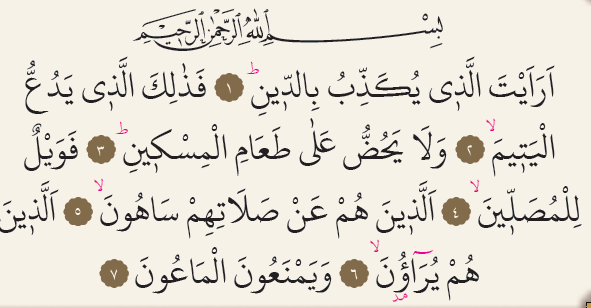 بِسْمِ اللّٰهِ الرَّحْمٰنِ الرَّح۪يمِ
اَرَاَيْتَ الَّذ۪ي يُكَذِّبُ بِالدّ۪ينِۜ ﴿١﴾ فَذٰلِكَ الَّذ۪ي يَدُعُّ
الْيَت۪يمَۙ ﴿٢﴾ وَلَا يَحُضُّ عَلٰى طَعَامِ الْمِسْك۪ينِۜ ﴿٣﴾ فَوَيْلٌ
لِلْمُصَلّ۪ينَۙ ﴿٤﴾ اَلَّذ۪ينَ هُمْ عَنْ صَلَاتِهِمْ سَاهُونَۙ ﴿٥﴾ اَلَّذ۪ينَ
هُمْ يُرَٓاؤُ۫نَۙ ﴿٦﴾ وَيَمْنَعُونَ الْمَاعُونَ ﴿٧﴾
مد